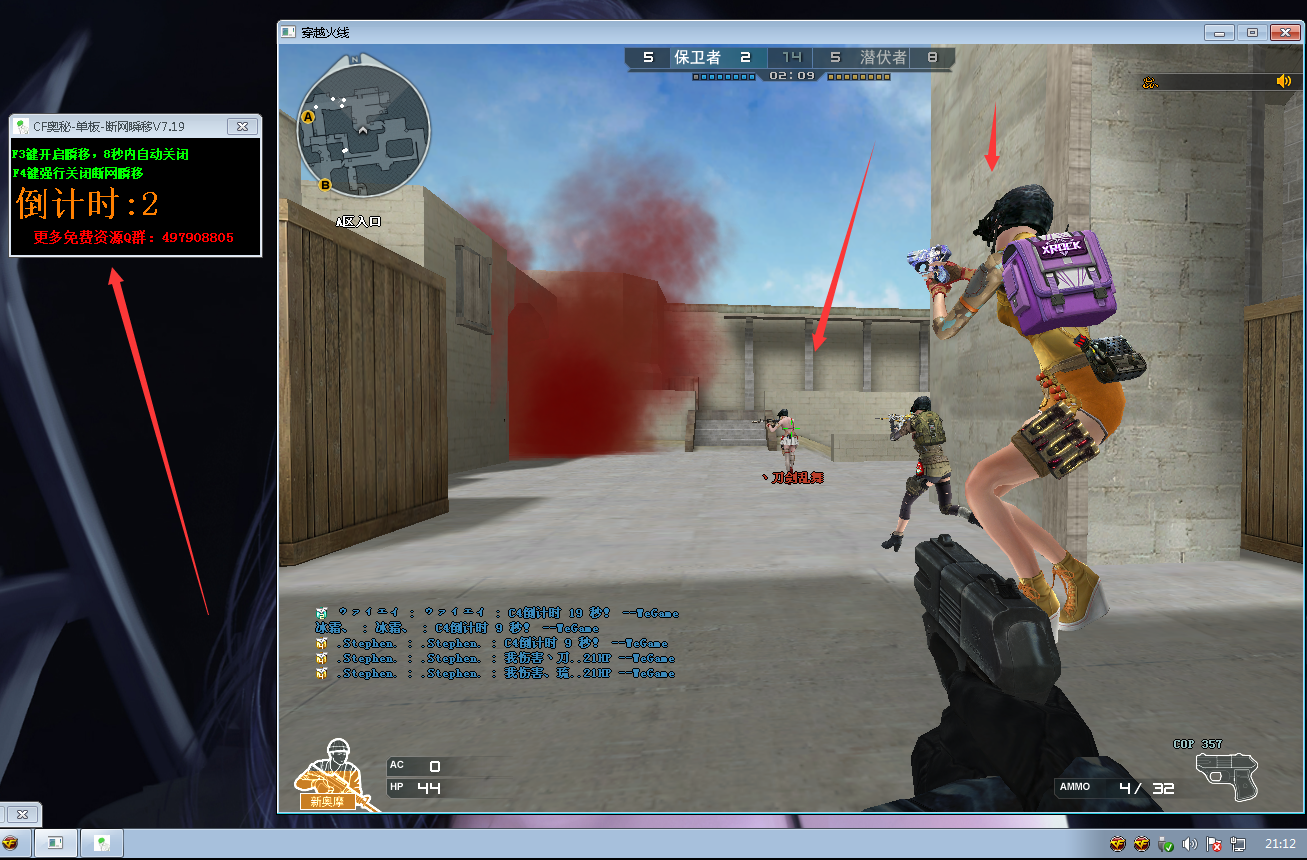 穿越火线
5 保卫者 2 14 5 潜伏者 8
02:09
N
A
B
A区入口
CF奥秘-单板-断网瞬移V7.19
F3键开启瞬移，8秒内自动关闭
F4键强行关闭断网瞬移
倒计时:2
更多免费资源Q群：497908805
XROCK
丶刀剑乱舞
ウァイエイ : ウァイエイ : C4倒计时 19 秒! --WeGame
冰霜、 : 冰霜、 : C4倒计时 9 秒! --WeGame
.Stephen. : .Stephen. : C4倒计时 9 秒! --WeGame
.Stephen. : .Stephen. : 我伤害丶刀..21HP --WeGame
.Stephen. : .Stephen. : 我伤害、琉..21HP --WeGame
新奥摩
AC 0
HP 44
COP 357
AMMO 4/ 32
21:12